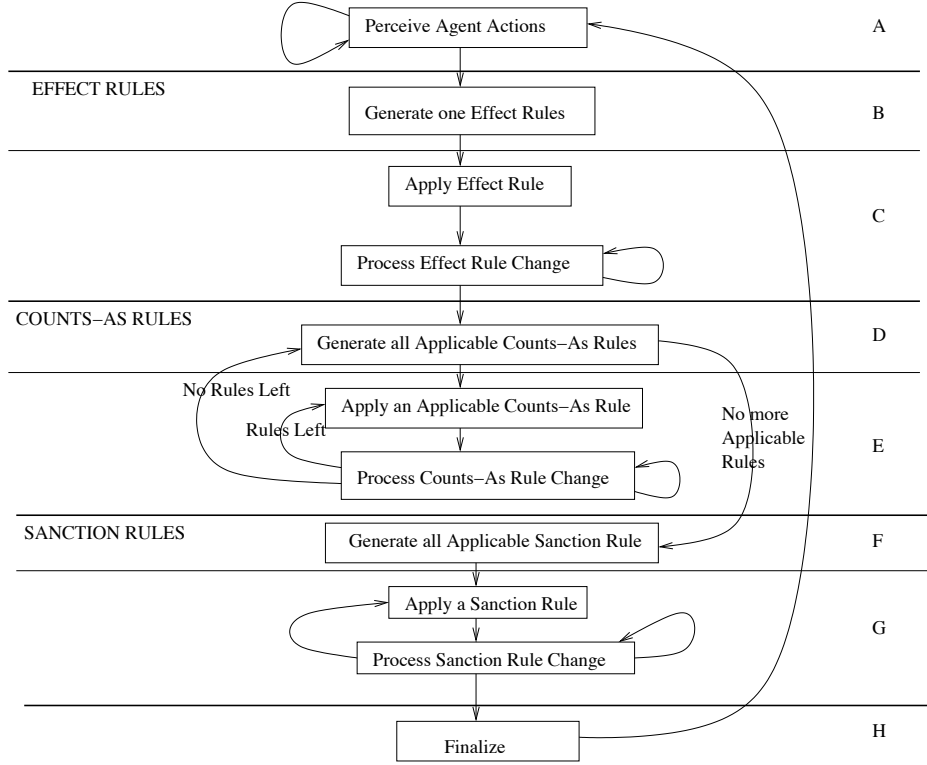 Perceive Agent Actions
A
EFFECT RULES
Generate one Effect Rules
B
Apply Effect Rule
C
Process Effect Rule Change
COUNTS–AS RULES
Generate all Applicable Counts–As Rules
D
No Rules Left
Apply an Applicable Counts–As Rule
Rules Left
No more
Applicable
Rules
E
Process Counts–As Rule Change
SANCTION RULES
Generate all Applicable Sanction Rule
F
Apply a Sanction Rule
G
Process Sanction Rule Change
H
Finalize